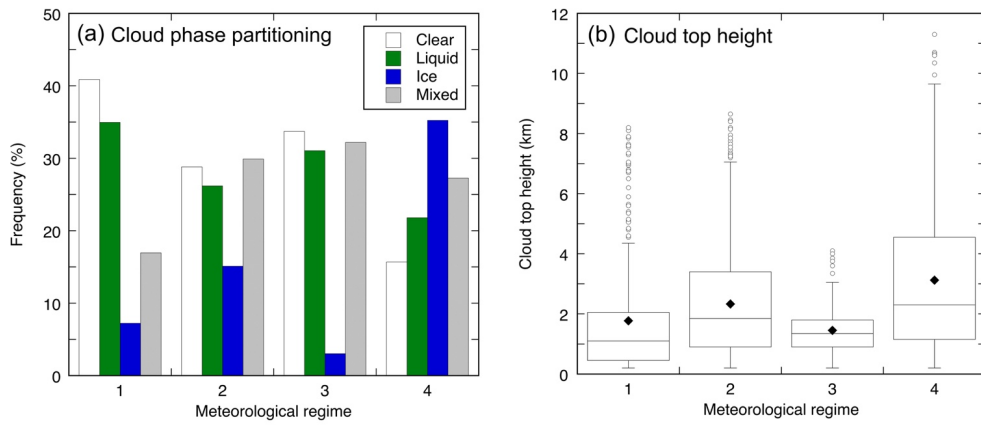 (a) Cloud phase partitioning
Clear
Liquid
Ice
Mixed
Frequency (%)
50
40
30
20
10
0
1 2 3 4
Meteorological regime
(b) Cloud top height
Cloud top height (km)
12
10
8
6
4
2
0
1 2 3 4
Meteorological regime